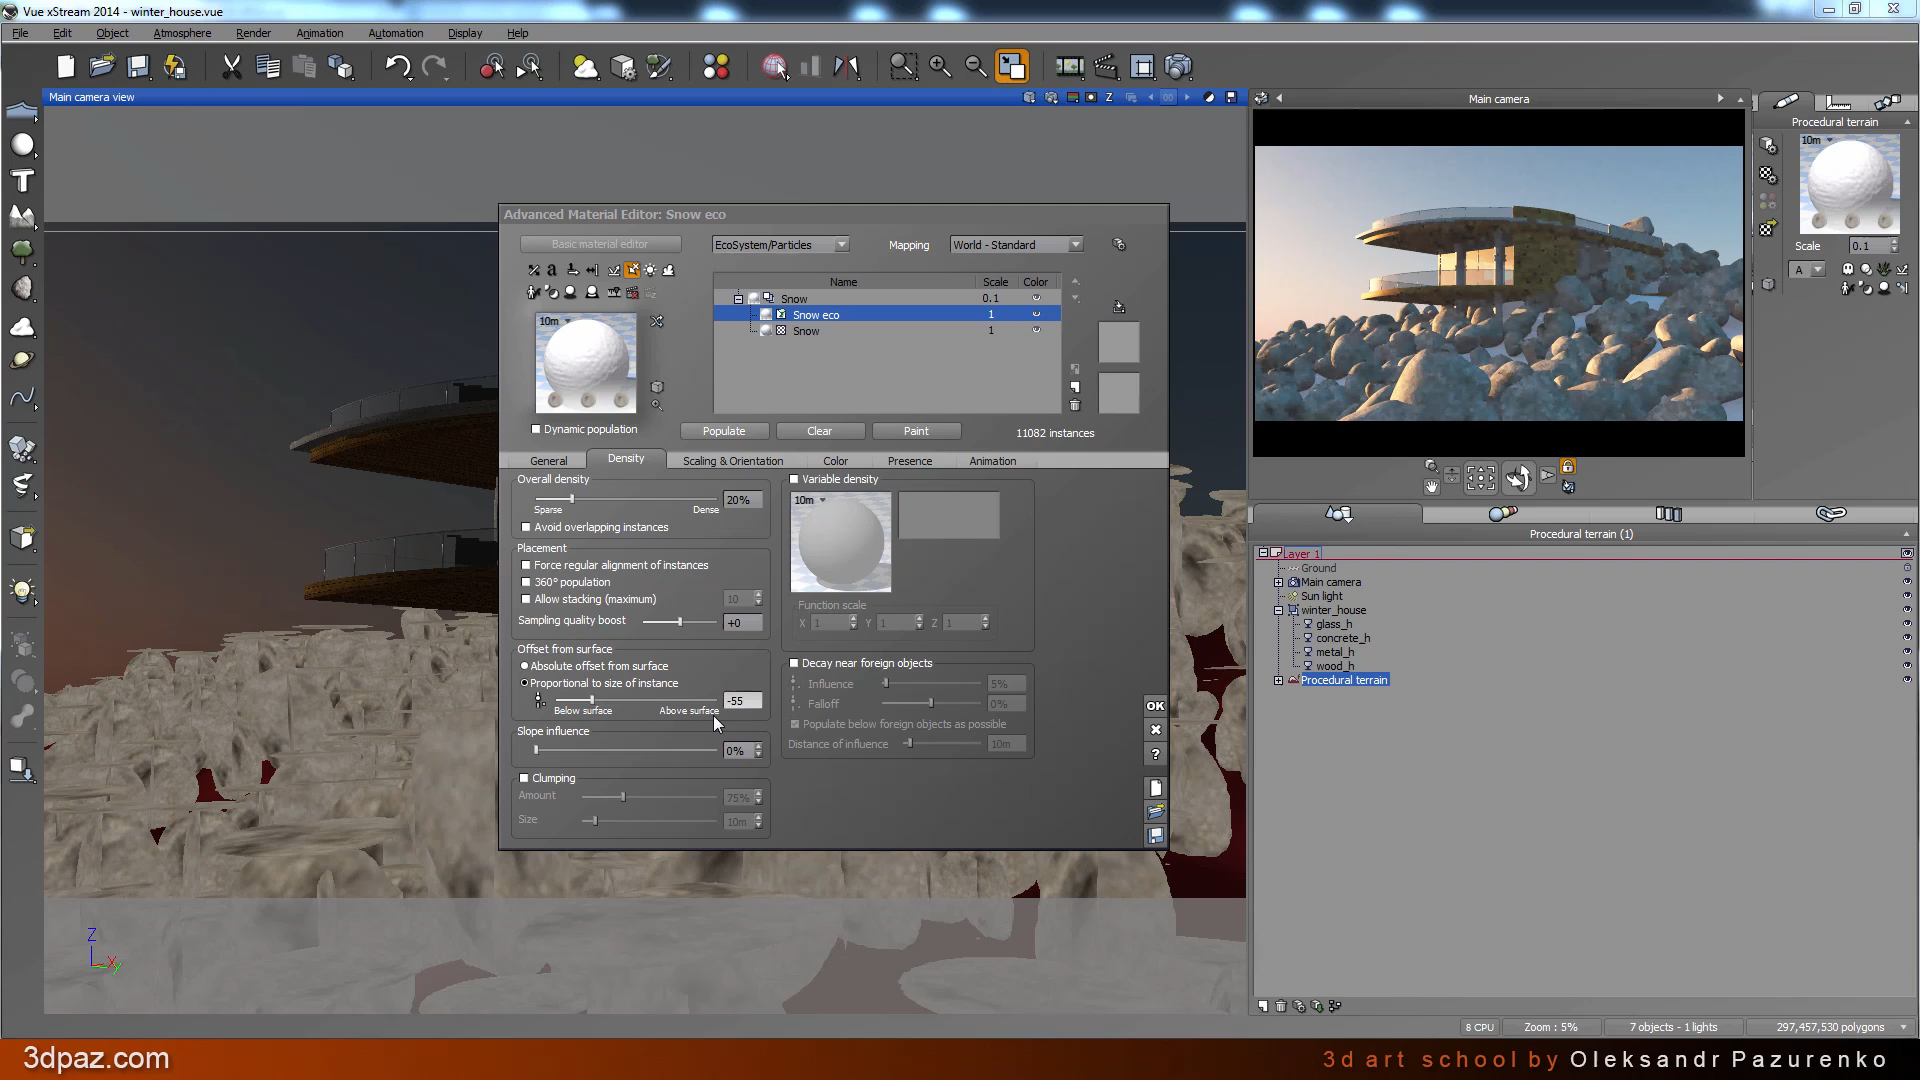 Vue xStream 2014 - winter_house.vue
File Edit Object Atmosphere Render Animation Automation Display Help
Main camera view
Z
Main camera
Procedural terrain
10m
Scale 0.1
A
Advanced Material Editor: Snow eco
Basic material editor
EcoSystem/Particles
Mapping
World - Standard
Name Scale Color
Snow 0.1
Snow eco 1
Snow 1
10m
Dynamic population
Populate Clear Paint
11082 instances
General Density Scaling & Orientation Color Presence Animation
Overall density
20%
Sparse Dense
Avoid overlapping instances
Placement
Force regular alignment of instances
360° population
Allow stacking (maximum) 10
Sampling quality boost +0
Offset from surface
Absolute offset from surface
Proportional to size of instance
-55
Below surface Above surface
Slope influence
0%
Clumping
Amount 75%
Size 10m
Variable density
10m
Function scale
X 1 Y 1 Z 1
Decay near foreign objects
Influence 5%
Falloff 0%
Populate below foreign objects as possible
Distance of influence 10m
OK
?
Procedural terrain (1)
Layer 1
Ground
Main camera
Sun light
winter_house
glass_h
concrete_h
metal_h
wood_h
Procedural terrain
Z
X
Y
8 CPU
Zoom : 5%
7 objects - 1 lights
297,457,530 polygons
3dpaz.com
3d art school by Oleksandr Pazurenko